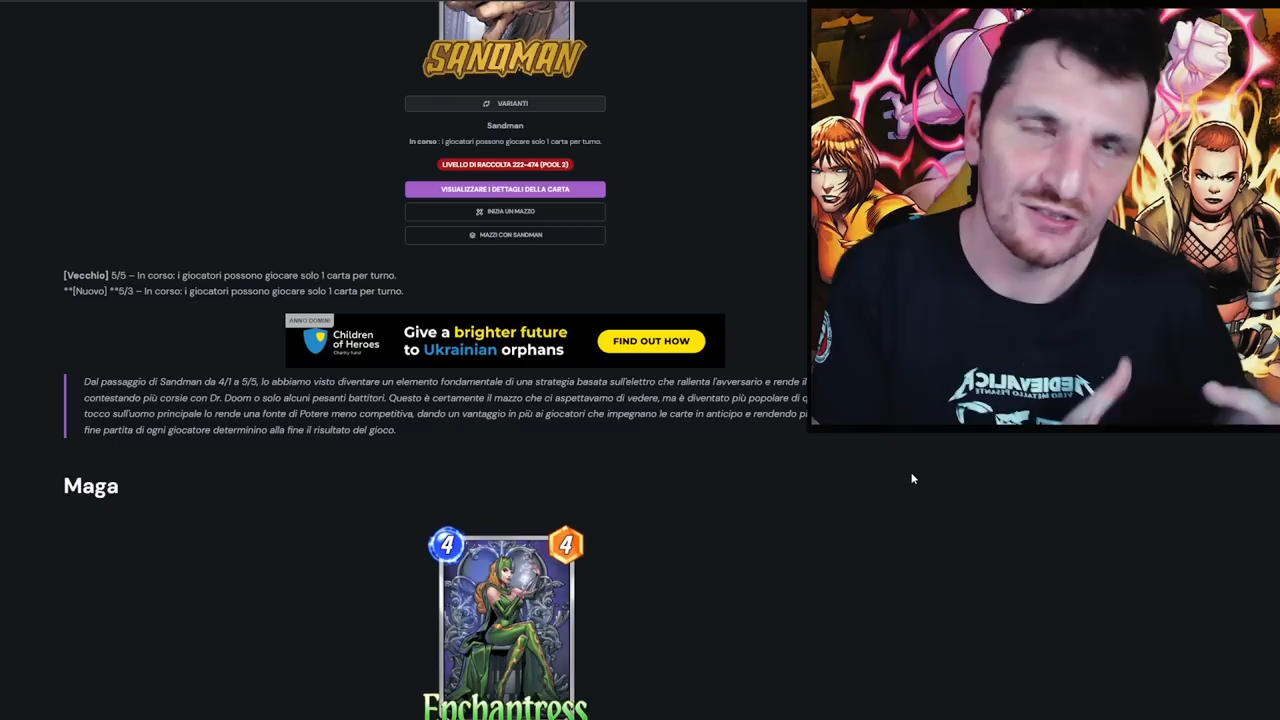 SANDMAN
VARIANTI
Sandman
In corso : i giocatori possono giocare solo 1 carta per turno.
LIVELLO DI RACCOLTA 222-474 (POOL 2)
VISUALIZZARE I DETTAGLI DELLA CARTA
INIZIA UN MAZZO
MAZZI CON SANDMAN
[Vecchio] 5/5 – In corso: i giocatori possono giocare solo 1 carta per turno.
**[Nuovo] **5/3 – In corso: i giocatori possono giocare solo 1 carta per turno.
ANNO DOMINI
Children of Heroes
Charity fund
Give a brighter future
to Ukrainian orphans
FIND OUT HOW
Dal passaggio di Sandman da 4/1 a 5/5, lo abbiamo visto diventare un elemento fondamentale di una strategia basata sull'elettro che rallenta l'avversario e rende il
contestando più corsie con Dr. Doom o solo alcuni pesanti battitori. Questo è certamente il mazzo che ci aspettavamo di vedere, ma è diventato più popolare di q
tocco sull'uomo principale lo rende una fonte di Potere meno competitiva, dando un vantaggio in più ai giocatori che impegnano le carte in anticipo e rendendo pi
fine partita di ogni giocatore determinino alla fine il risultato del gioco.
Maga
4
4
Enchantress
MEDIEVALICA